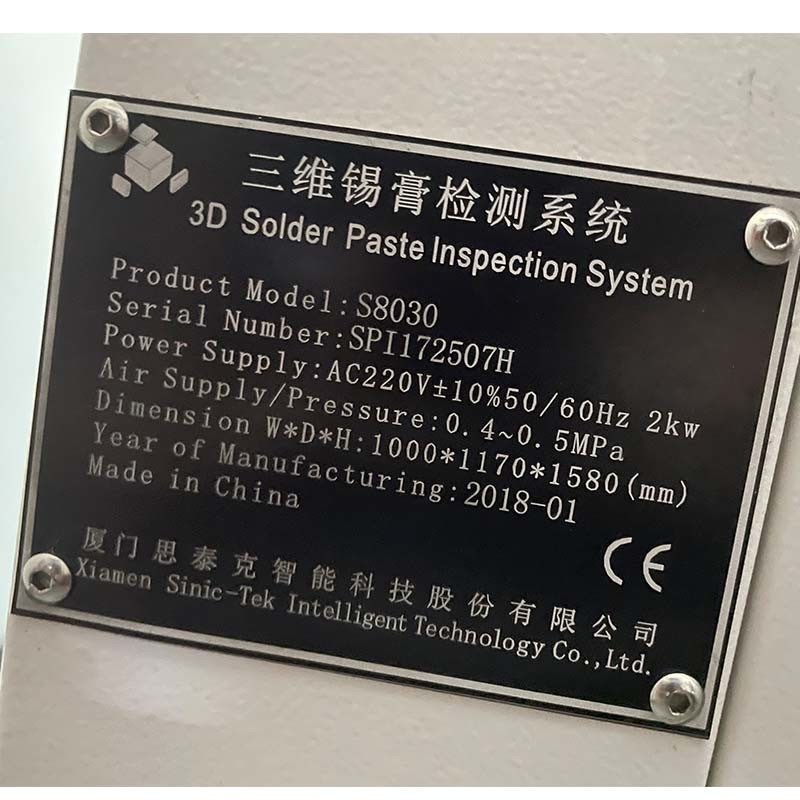 三维锡膏检测系统
3D Solder Paste Inspection System
Product Model:S8030
Serial Number:SPI172507H
Power Supply:AC220V±10%50/60Hz 2kw
Air Supply/Pressure:0.4~0.5MPa
Dimension W*D*H:1000*1170*1580(mm)
Year of Manufacturing:2018-01
Made in China
CE
厦门思泰克智能科技股份有限公司
Xiamen Sinic-Tek Intelligent Technology Co.,Ltd.